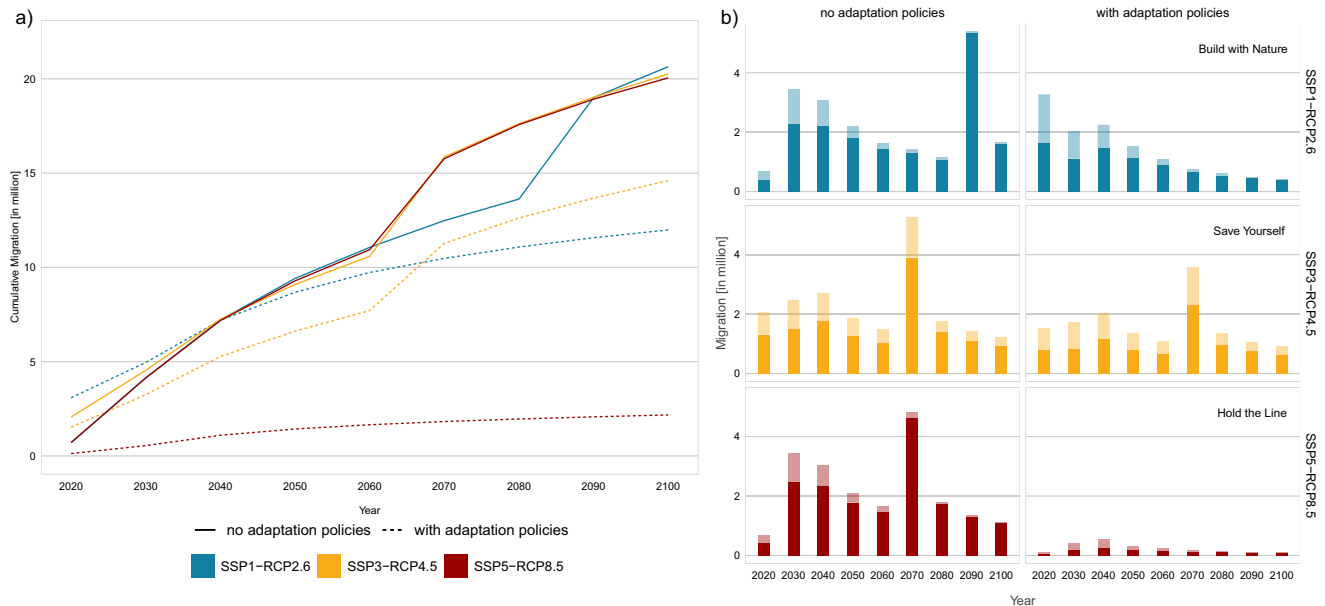 a)
Cumulative Migration [in million]
20
15
10
5
0
2020 2030 2040 2050 2060 2070 2080 2090 2100
Year
no adaptation policies with adaptation policies
SSP1−RCP2.6 SSP3−RCP4.5 SSP5−RCP8.5
b)
no adaptation policies with adaptation policies
Build with Nature
SSP1−RCP2.6
4
2
0
Save Yourself
SSP3−RCP4.5
4
2
0
Migration [in million]
Hold the Line
SSP5−RCP8.5
4
2
0
2020 2030 2040 2050 2060 2070 2080 2090 2100 2020 2030 2040 2050 2060 2070 2080 2090 2100
Year